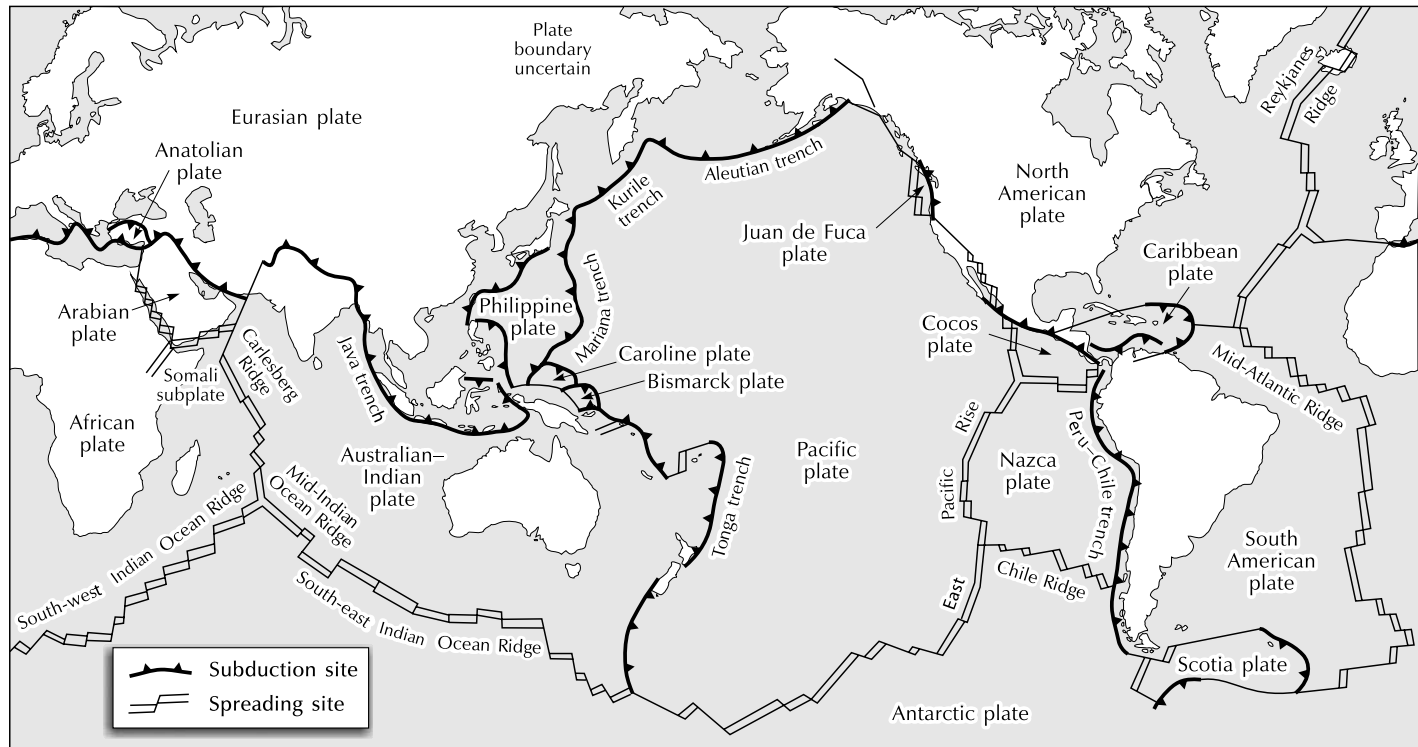 Plate
boundary
uncertain
Reykjanes
Ridge
Eurasian plate
Anatolian
plate
Aleutian trench
Kurile
trench
North
American
plate
Juan de Fuca
plate
Caribbean
plate
Arabian
plate
Philippine
plate
Mariana trench
Cocos
plate
Caroline plate
Bismarck plate
Carlesberg
Ridge
Java trench
Somali
subplate
Mid-Atlantic Ridge
African
plate
Australian–
Indian
plate
Pacific
plate
East
Pacific
Rise
Nazca
plate
Peru–Chile trench
Mid-Indian
Ocean Ridge
Tonga trench
South-west Indian Ocean Ridge
South-east Indian Ocean Ridge
Chile Ridge
South
American
plate
Scotia plate
Antarctic plate
Subduction site
Spreading site